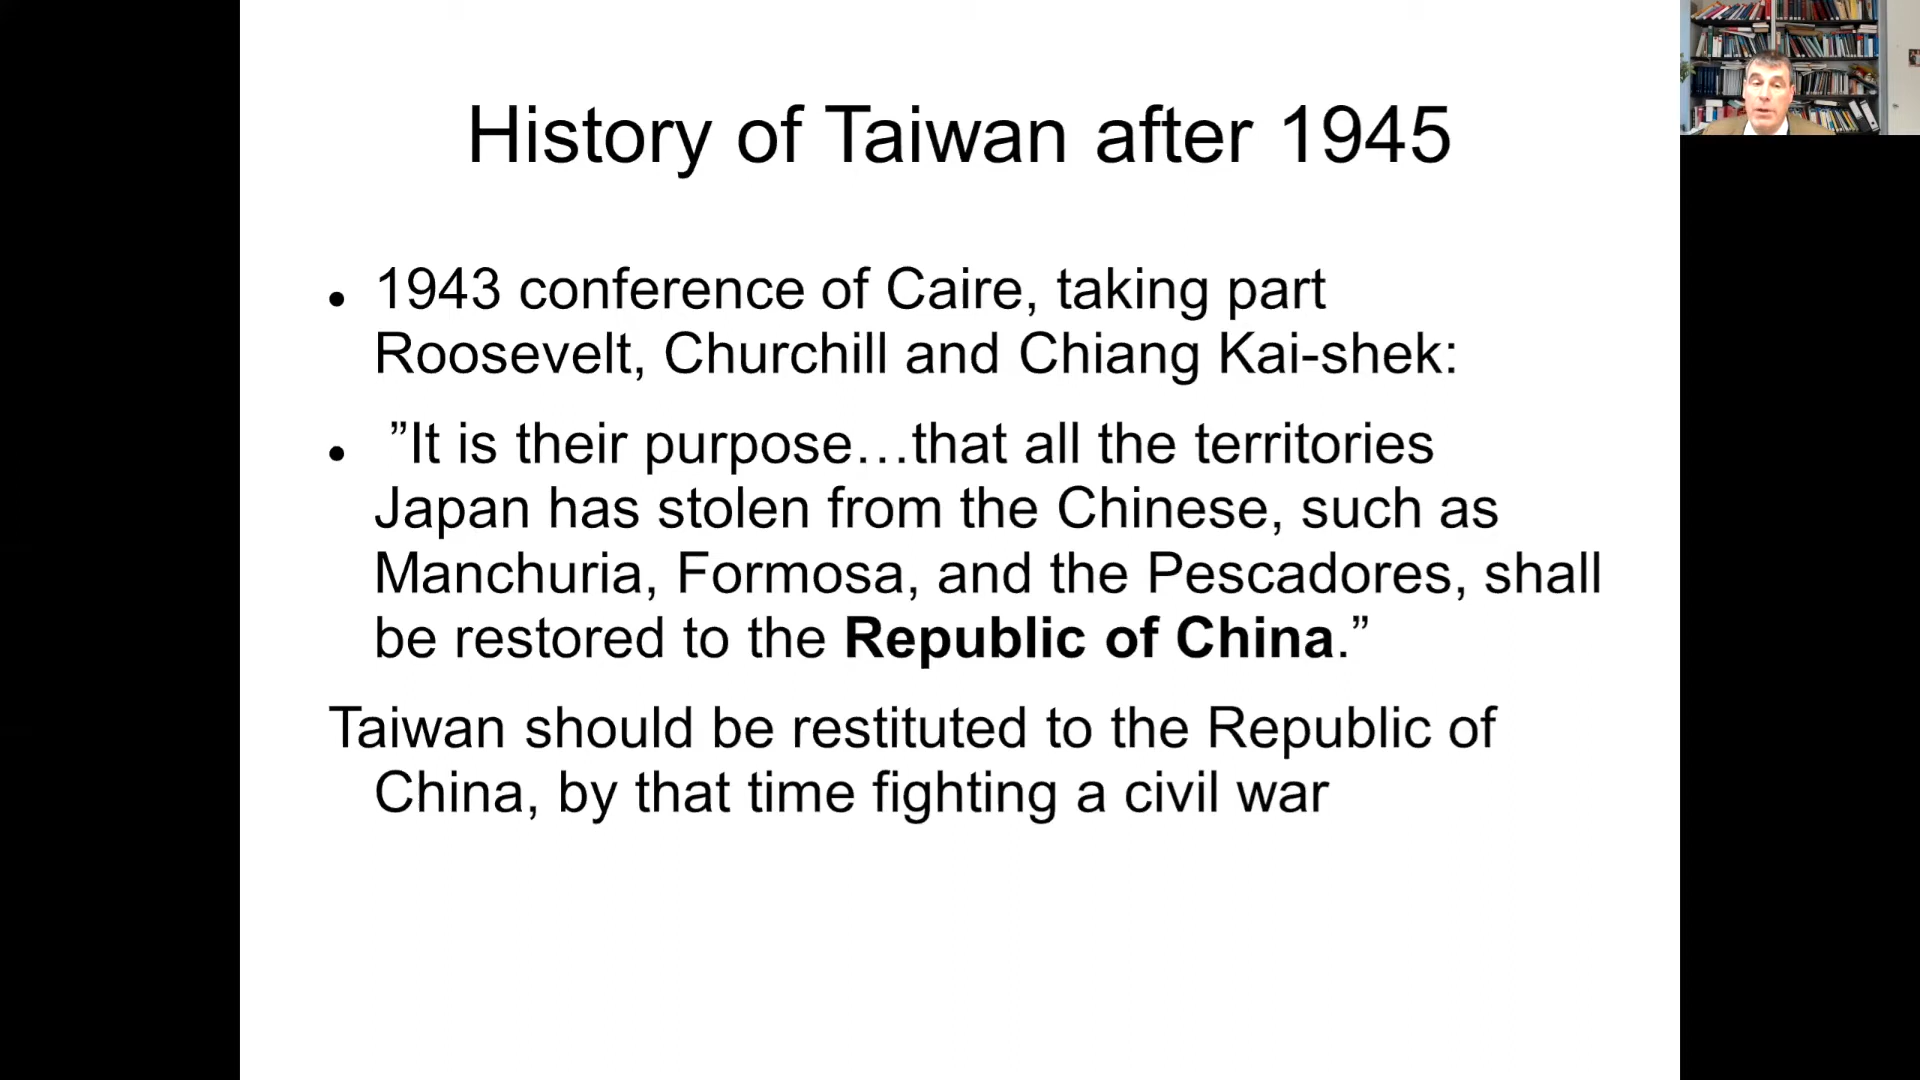 History of Taiwan after 1945
• 1943 conference of Caire, taking part
Roosevelt, Churchill and Chiang Kai-shek:
• ”It is their purpose…that all the territories
Japan has stolen from the Chinese, such as
Manchuria, Formosa, and the Pescadores, shall
be restored to the Republic of China.”
Taiwan should be restituted to the Republic of
China, by that time fighting a civil war